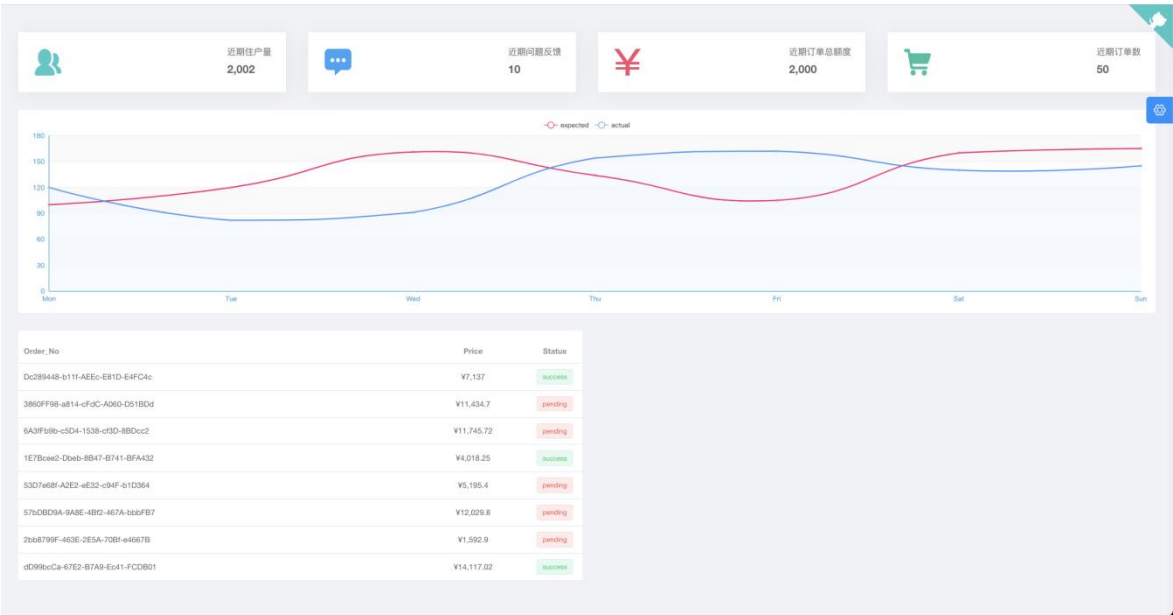 近期住户量
2,002
近期问题反馈
10
近期订单总额度
2,000
近期订单数
50
expected actual
180
150
120
90
60
30
0
Mon Tue Wed Thu Fri Sat Sun
Order_No Price Status
Dc289448-b11f-AEEc-E81D-E4FC4c ¥7,137 success
3860FF98-a814-cFdC-A060-D51BDd ¥11,434.7 pending
6A3fFb9b-c5D4-1538-cf3D-8BDcc2 ¥11,745.72 pending
1E7Bcee2-Dbeb-8B47-B741-BFA432 ¥4,018.25 success
53D7e68f-A2E2-eE32-c94F-b1D364 ¥5,195.4 pending
57bDBD9A-9A8E-4Bf2-467A-bbbFB7 ¥12,029.8 pending
2bb8799F-463E-2E5A-70Bf-e4667B ¥1,592.9 pending
dD99bcCa-67E2-B7A9-Ec41-FCDB01 ¥14,117.02 success